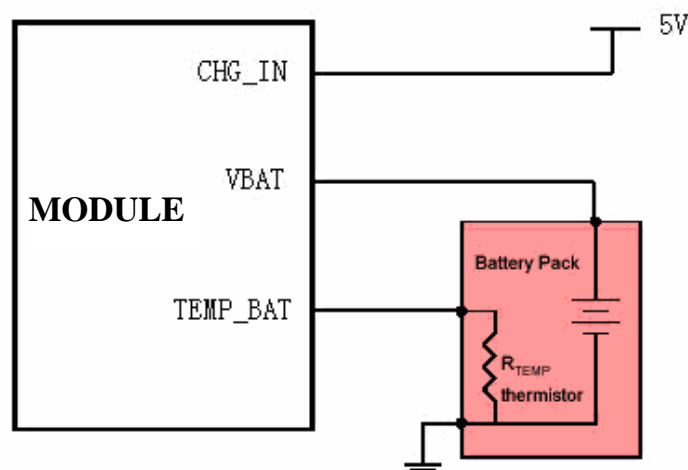 5V
CHG_IN
VBAT
MODULE
Battery Pack
TEMP_BAT
RTEMP
thermistor